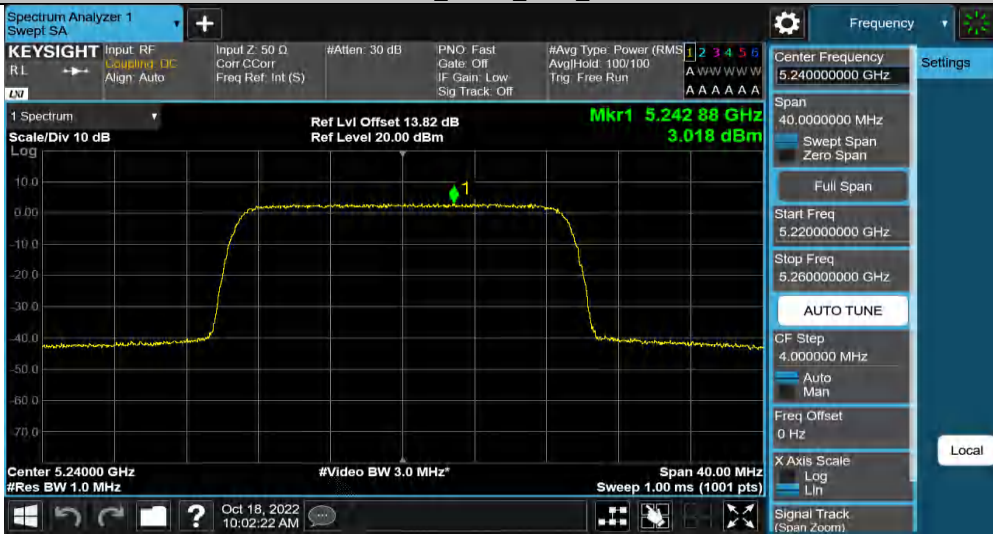 Spectrum Analyzer 1
Swept SA
+
Frequency
KEYSIGHT
RL
LXI
Input: RF
Coupling: DC
Align: Auto
Input Z: 50 Ω
Corr CCorr
Freq Ref: Int (S)
#Atten: 30 dB
PNO: Fast
Gate: Off
IF Gain: Low
Sig Track: Off
#Avg Type: Power (RMS
Avg|Hold: 100/100
Trig: Free Run
1 2 3 4 5 6
A W W W W W
A A A A A A
1 Spectrum
Scale/Div 10 dB
Log
Ref Lvl Offset 13.82 dB
Ref Level 20.00 dBm
Mkr1 5.242 88 GHz
3.018 dBm
1
10.0
0.00
-10.0
-20.0
-30.0
-40.0
-50.0
-60.0
-70.0
Center 5.24000 GHz
#Res BW 1.0 MHz
#Video BW 3.0 MHz*
Span 40.00 MHz
Sweep 1.00 ms (1001 pts)
?
Oct 18, 2022
10:02:22 AM
Center Frequency
5.240000000 GHz
Span
40.0000000 MHz
Swept Span
Zero Span
Full Span
Start Freq
5.220000000 GHz
Stop Freq
5.260000000 GHz
AUTO TUNE
CF Step
4.000000 MHz
Auto
Man
Freq Offset
0 Hz
X Axis Scale
Log
Lin
Signal Track
(Span Zoom)
Settings
Local